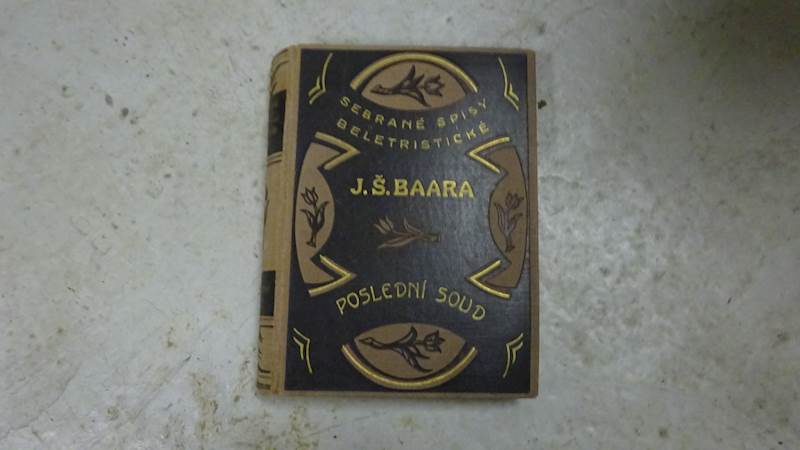 SEBRANÉ SPISY
BELETRISTICKÉ
J. Š. BAARA
POSLEDNÍ SOUD